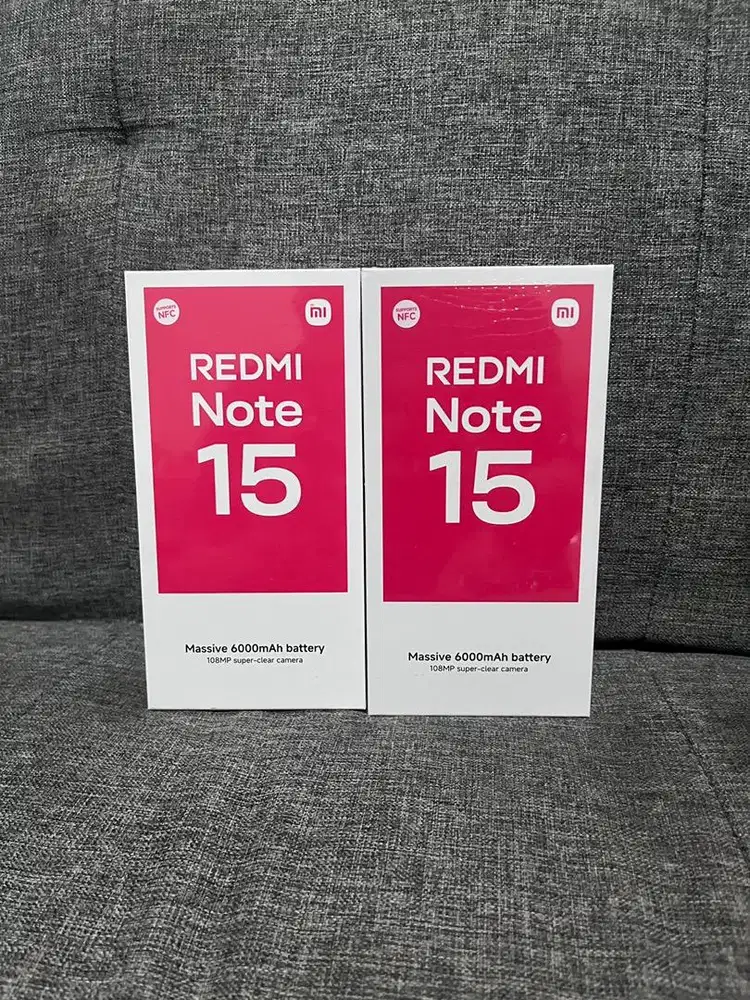 SUPPORTS
NFC
mi
REDMI
Note
15
Massive 6000mAh battery
108MP super-clear camera
SUPPORTS
NFC
mi
REDMI
Note
15
Massive 6000mAh battery
108MP super-clear camera